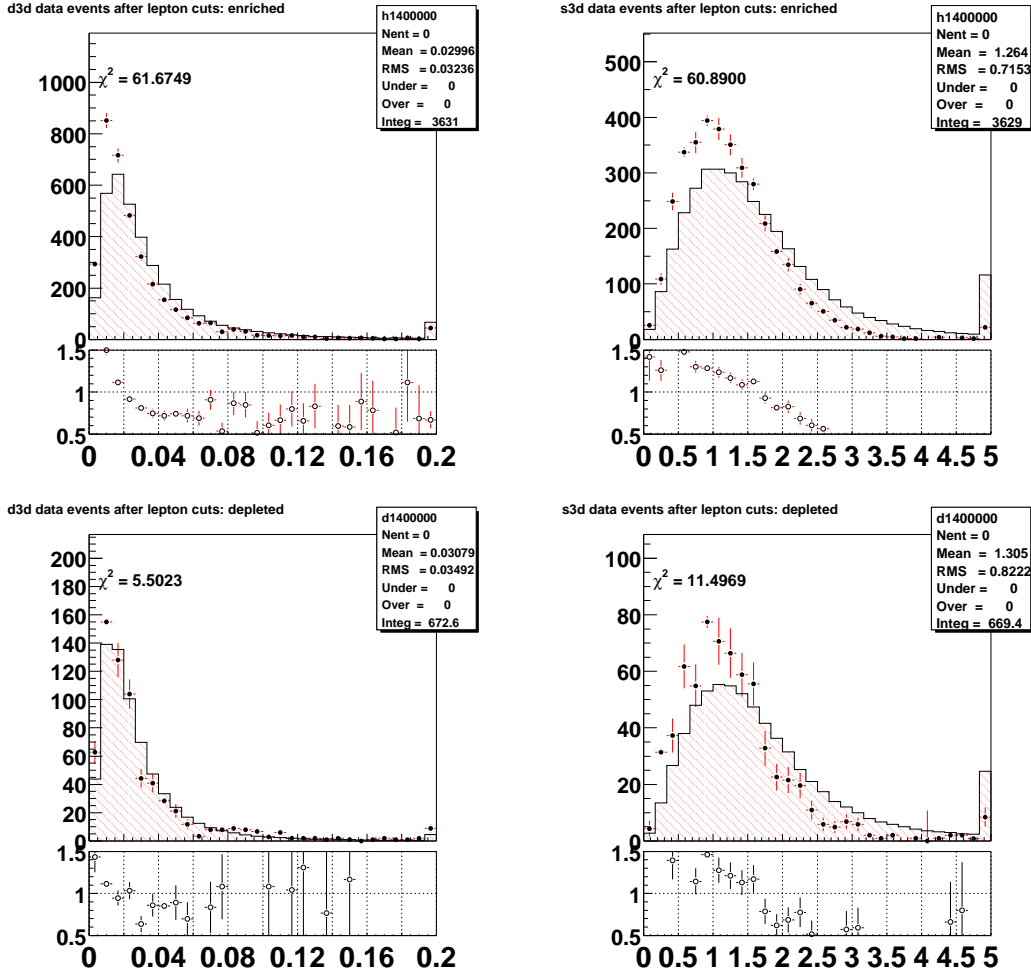 d3d data events after lepton cuts: enriched
h1400000
Nent = 0
Mean = 0.02996
RMS = 0.03236
Under = 0
Over = 0
Integ = 3631
χ² = 61.6749
1000
800
600
400
200
0
1.5
1
0.5
0 0.04 0.08 0.12 0.16 0.2
s3d data events after lepton cuts: enriched
h1400000
Nent = 0
Mean = 1.264
RMS = 0.7153
Under = 0
Over = 0
Integ = 3629
χ² = 60.8900
500
400
300
200
100
0
1.5
1
0.5
0 0.5 1 1.5 2 2.5 3 3.5 4 4.5 5
d3d data events after lepton cuts: depleted
d1400000
Nent = 0
Mean = 0.03079
RMS = 0.03492
Under = 0
Over = 0
Integ = 672.6
χ² = 5.5023
200
180
160
140
120
100
80
60
40
20
0
1.5
1
0.5
0 0.04 0.08 0.12 0.16 0.2
s3d data events after lepton cuts: depleted
d1400000
Nent = 0
Mean = 1.305
RMS = 0.8222
Under = 0
Over = 0
Integ = 669.4
χ² = 11.4969
100
80
60
40
20
0
1.5
1
0.5
0 0.5 1 1.5 2 2.5 3 3.5 4 4.5 5